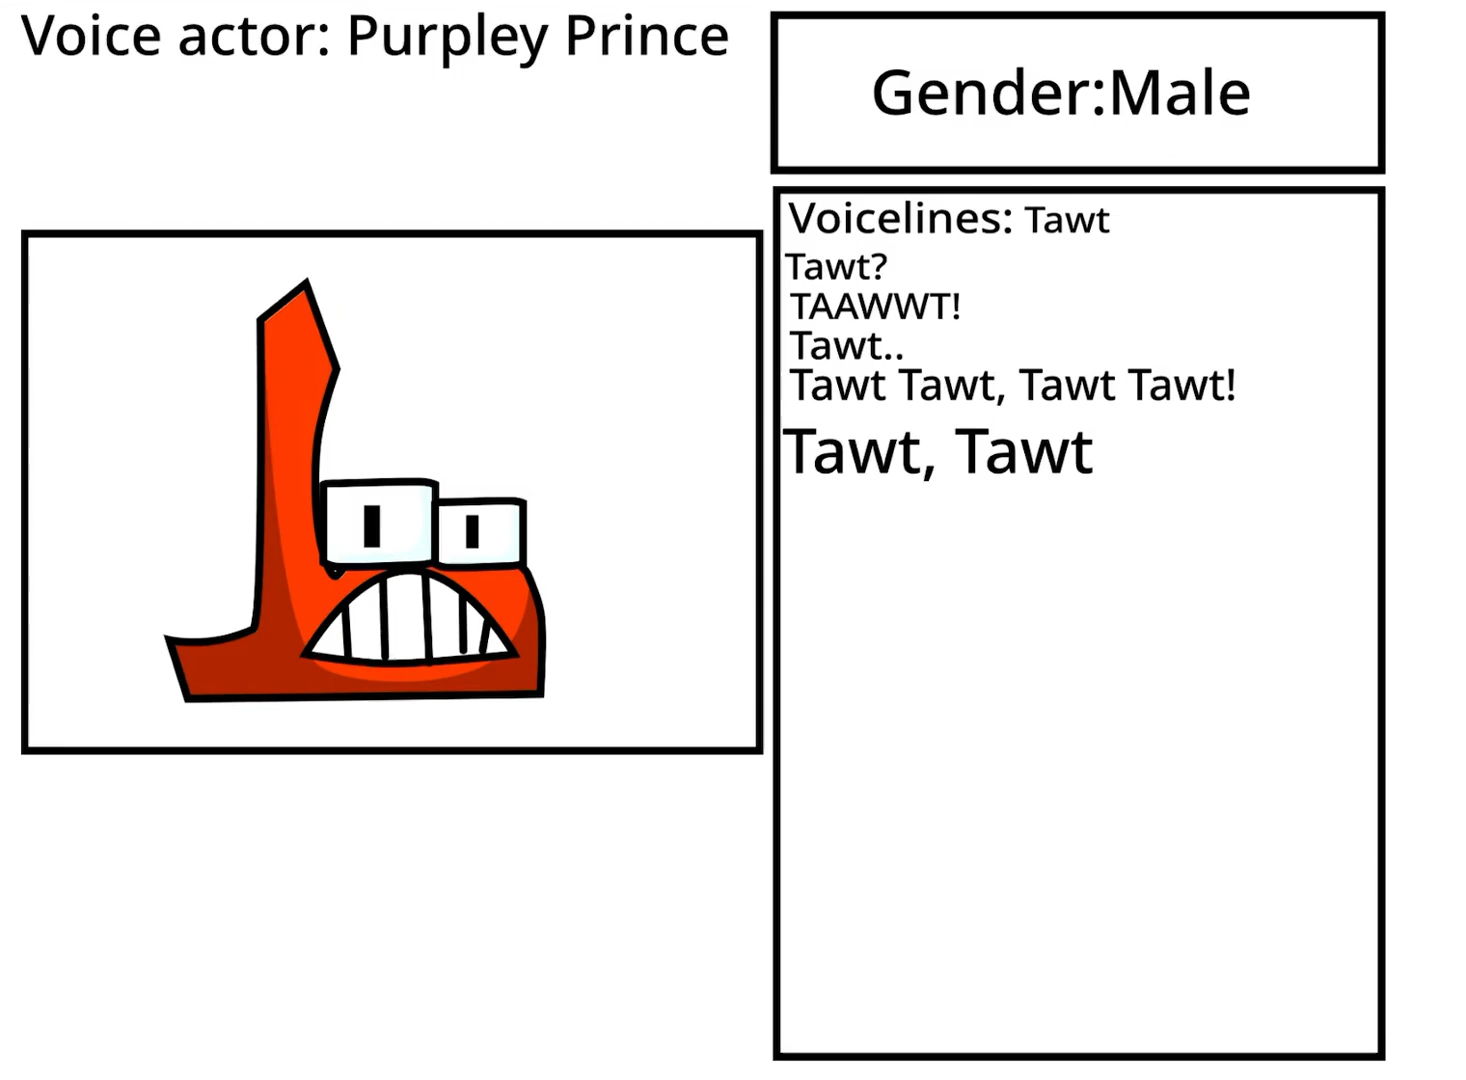 Voice actor: Purpley Prince
Gender:Male
Voicelines: Tawt
Tawt?
TAAWWT!
Tawt..
Tawt Tawt, Tawt Tawt!
Tawt, Tawt